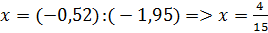 x = (−0,52):( − 1,95) => x = 4/15